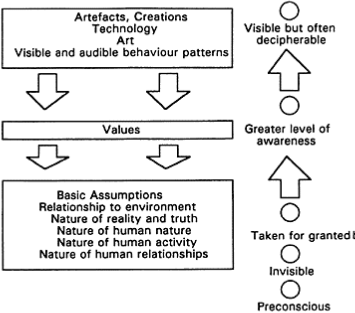 Artefacts, Creations
Technology
Art
Visible and audible behaviour patterns
Values
Basic Assumptions
Relationship to environment
Nature of reality and truth
Nature of human nature
Nature of human activity
Nature of human relationships
Visible but often
decipherable
Greater level of
awareness
Taken for granted
Invisible
Preconscious